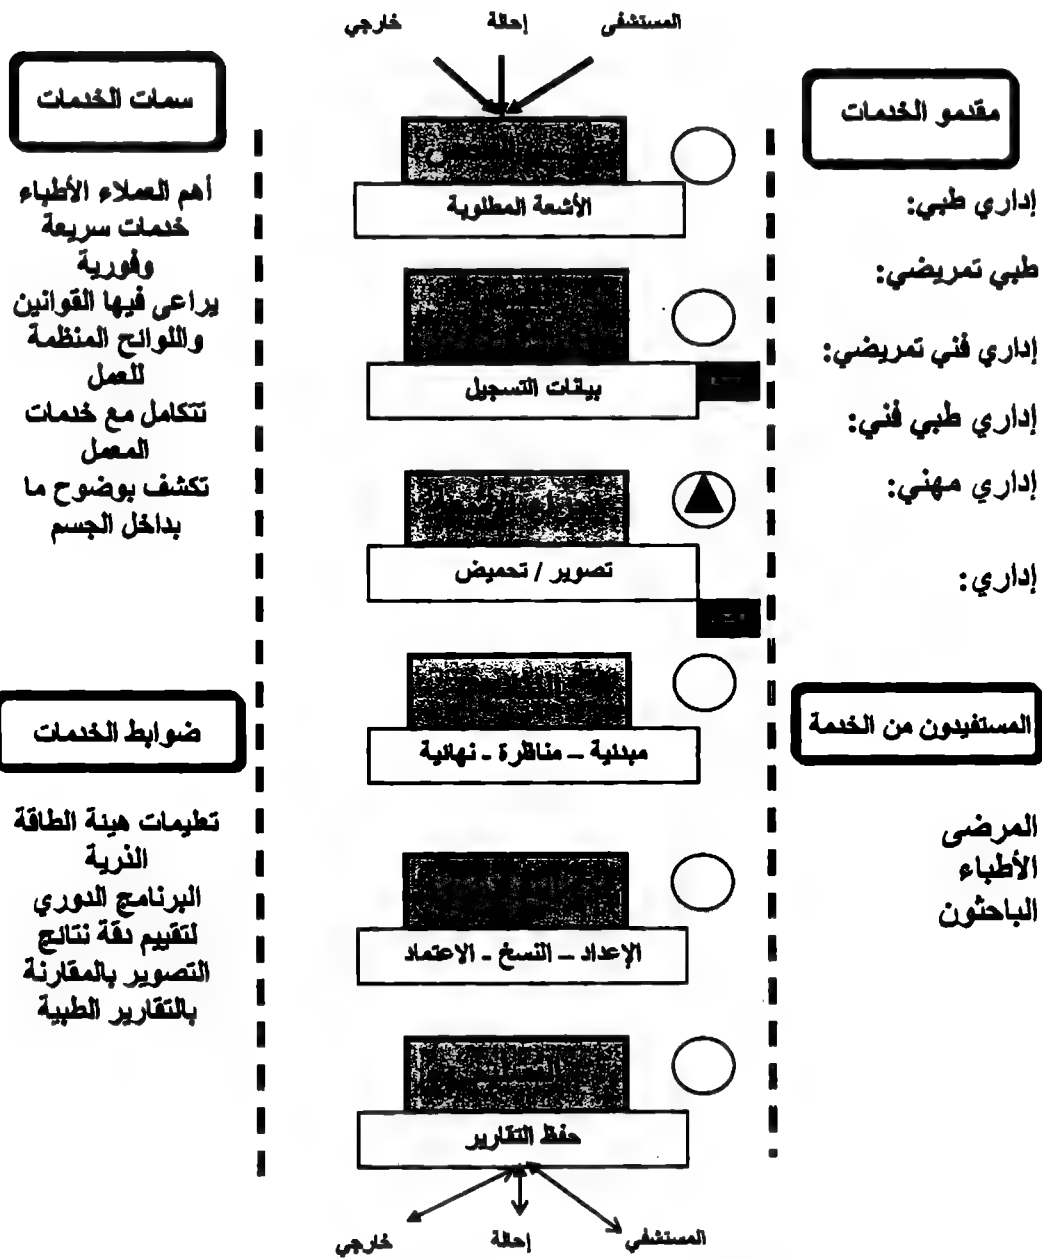 المستشفى
إحالة
خارجي
مقدمو الخدمات
إداري طبي:
طبي تمريضي:
إداري فني تمريضي:
إداري طبي فني:
إداري مهني:
إداري:
المستفيدون من الخدمة
المرضى
الأطباء
الباحثون
الأشعة المطلوبة
بيانات التسجيل
تصوير / تحميض
مبدئية – مناظرة - نهائية
الإعداد – النسخ - الاعتماد
حفظ التقارير
المستشفي
إحالة
خارجي
سمات الخدمات
أهم العملاء الأطباء
خدمات سريعة
وفورية
يراعى فيها القوانين
واللوائح المنظمة
للعمل
تتكامل مع خدمات
المعمل
تكشف بوضوح ما
بداخل الجسم
ضوابط الخدمات
تعليمات هيئة الطاقة
الذرية
البرنامج الدوري
لتقييم دقة نتائج
التصوير بالمقارنة
بالتقارير الطبية